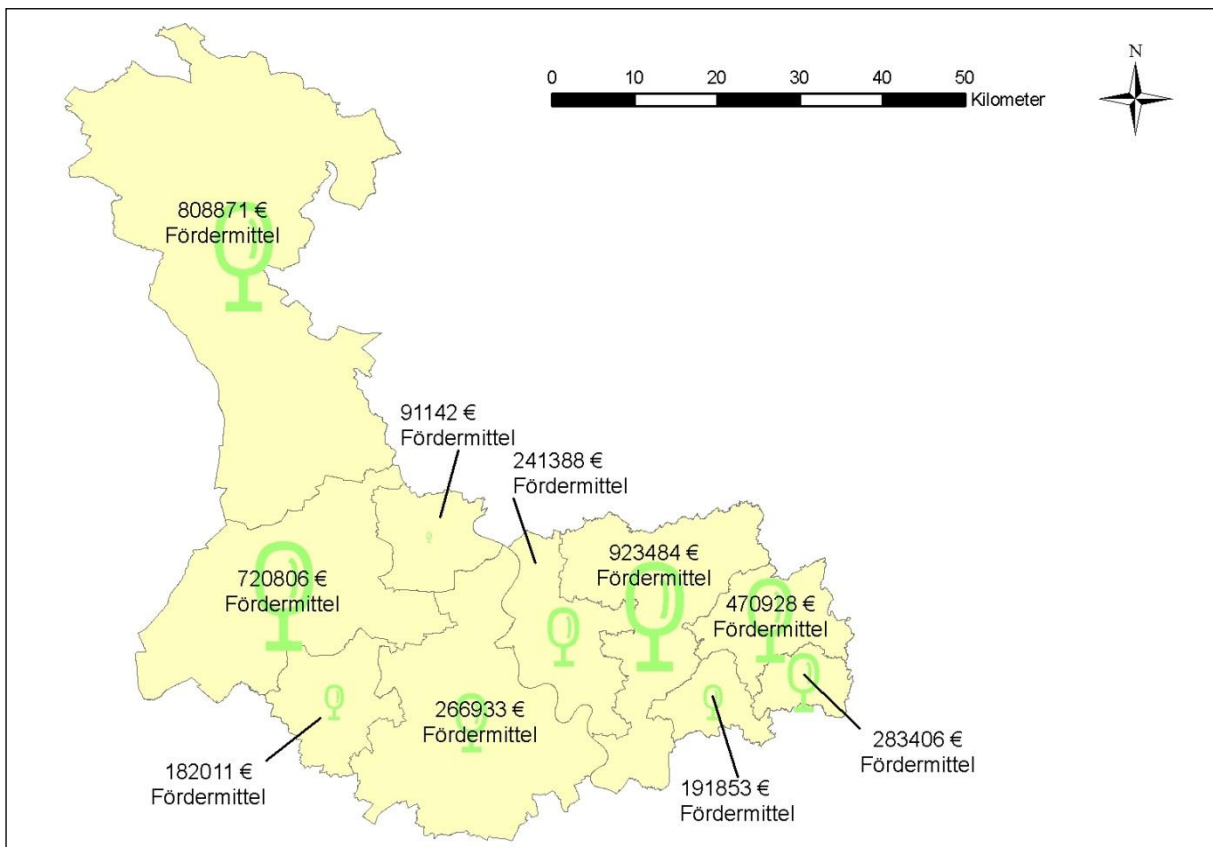 N
0 10 20 30 40 50
Kilometer
808871 €
Fördermittel
91142 €
Fördermittel
241388 €
Fördermittel
923484 €
Fördermittel
720806 €
Fördermittel
470928 €
Fördermittel
266933 €
Fördermittel
283406 €
Fördermittel
182011 €
Fördermittel
191853 €
Fördermittel